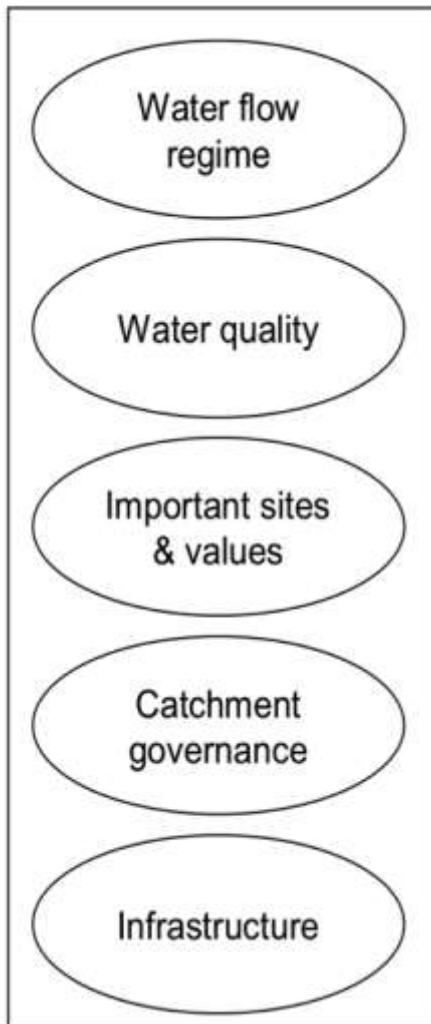 Water flow
regime
Water quality
Important sites
& values
Catchment
governance
Infrastructure